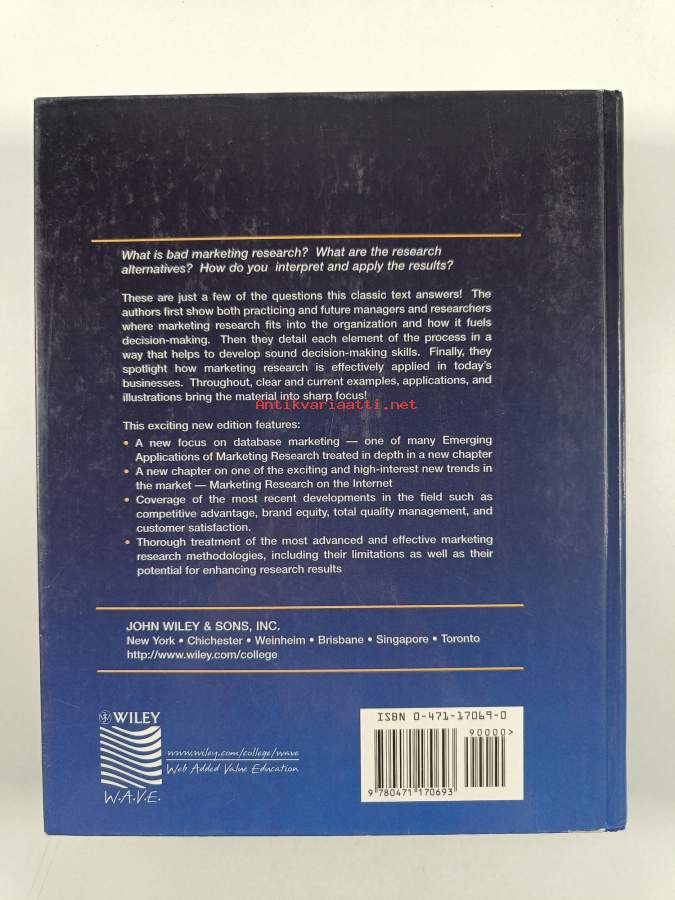 What is bad marketing research? What are the research
alternatives? How do you interpret and apply the results?
These are just a few of the questions this classic text answers! The
authors first show both practicing and future managers and researchers
where marketing research fits into the organization and how it fuels
decision-making. Then they detail each element of the process in a
way that helps to develop sound decision-making skills. Finally, they
spotlight how marketing research is effectively applied in today's
businesses. Throughout, clear and current examples, applications, and
illustrations bring the material into sharp focus!
Antikvariaatti.net
This exciting new edition features:
• A new focus on database marketing — one of many Emerging
Applications of Marketing Research treated in depth in a new chapter
• A new chapter on one of the exciting and high-interest new trends in
the market — Marketing Research on the Internet
• Coverage of the most recent developments in the field such as
competitive advantage, brand equity, total quality management, and
customer satisfaction.
• Thorough treatment of the most advanced and effective marketing
research methodologies, including their limitations as well as their
potential for enhancing research results
JOHN WILEY & SONS, INC.
New York • Chichester • Weinheim • Brisbane • Singapore • Toronto
http://www.wiley.com/college
WILEY
www.wiley.com/college/wave
Web Added Value Education
W.A.V.E.
ISBN 0-471-17069-0
90000>
9 780471 170693